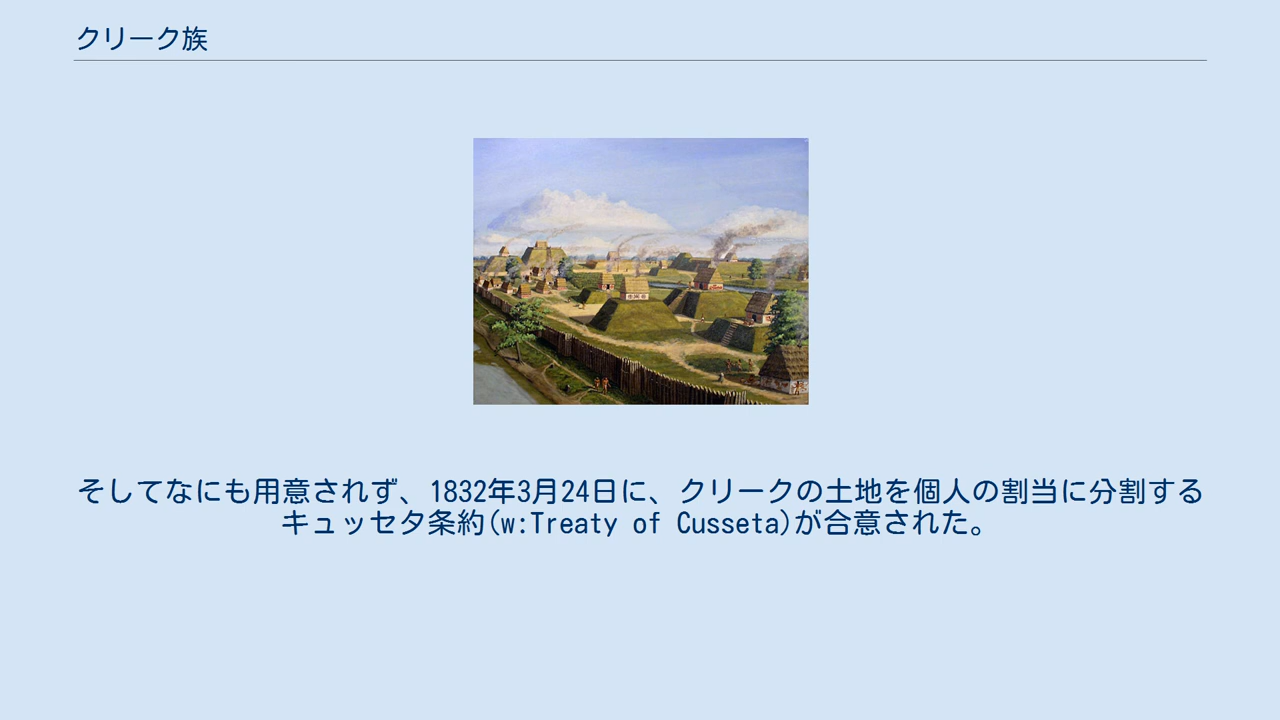 クリーク族
そしてなにも用意されず、1832年3月24日に、クリークの土地を個人の割当に分割する
キュッセタ条約(w:Treaty of Cusseta)が合意された。